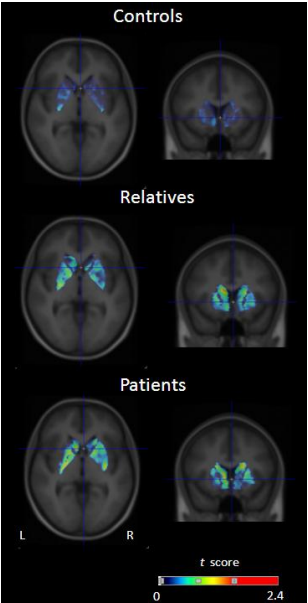 Controls
Relatives
Patients
L R
t score
0 2.4